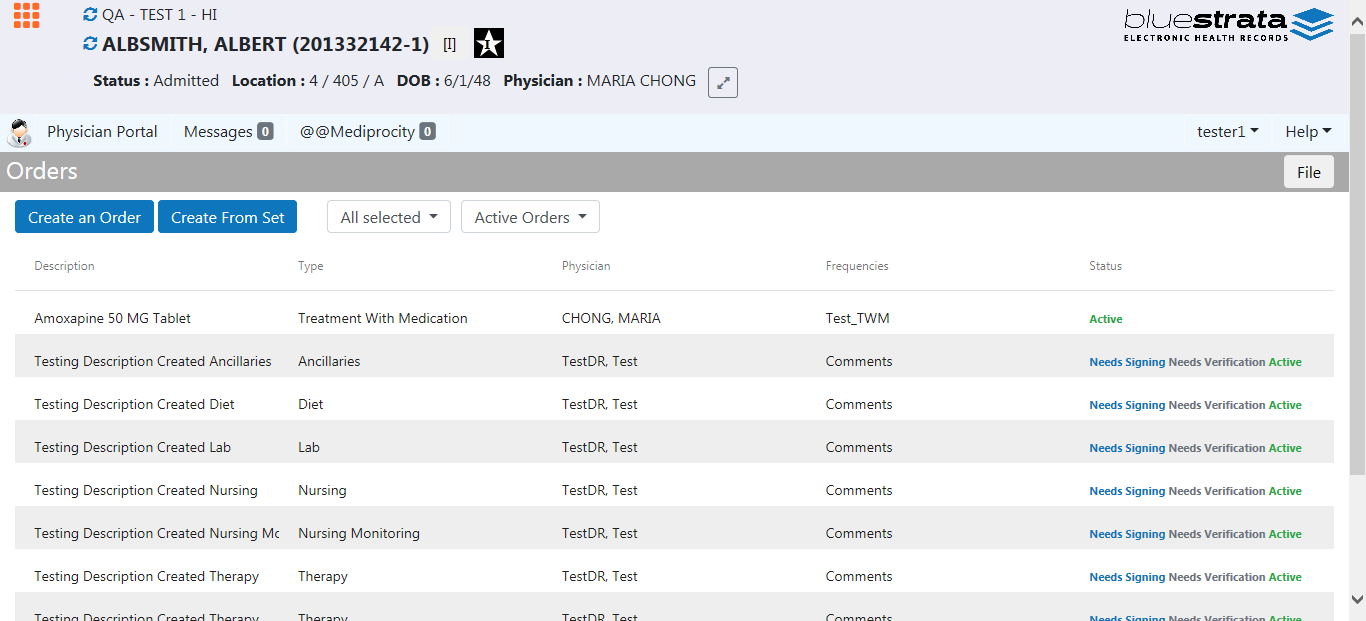 QA - TEST 1 - HI
bluestrata
ELECTRONIC HEALTH RECORDS
ALBSMITH, ALBERT (201332142-1) [I] 1
Status : Admitted Location : 4 / 405 / A DOB : 6/1/48 Physician : MARIA CHONG
Physician Portal Messages 0 @@Mediprocity 0 tester1 Help
Orders File
Create an Order Create From Set All selected Active Orders
Description Type Physician Frequencies Status
Amoxapine 50 MG Tablet Treatment With Medication CHONG, MARIA Test_TWM Active
Testing Description Created Ancillaries Ancillaries TestDR, Test Comments Needs Signing Needs Verification Active
Testing Description Created Diet Diet TestDR, Test Comments Needs Signing Needs Verification Active
Testing Description Created Lab Lab TestDR, Test Comments Needs Signing Needs Verification Active
Testing Description Created Nursing Nursing TestDR, Test Comments Needs Signing Needs Verification Active
Testing Description Created Nursing Mc Nursing Monitoring TestDR, Test Comments Needs Signing Needs Verification Active
Testing Description Created Therapy Therapy TestDR, Test Comments Needs Signing Needs Verification Active
Testing Description Created Therapy Therapy TestDR, Test Comments Needs Signing Needs Verification Active